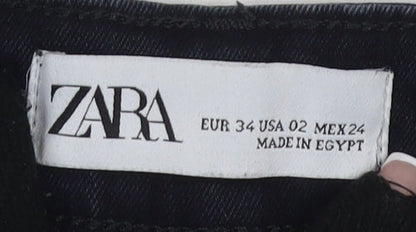 ZARA
EUR 34 USA 02 MEX 24
MADE IN EGYPT